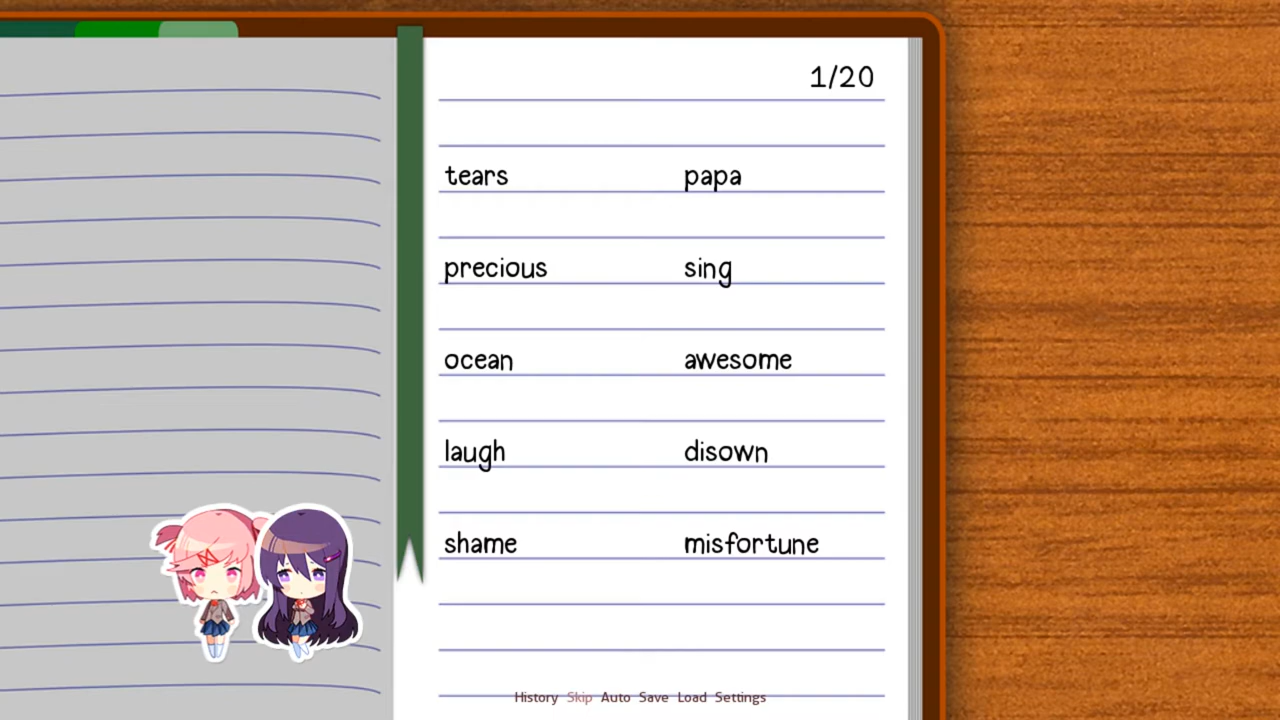 1/20
tears papa
precious sing
ocean awesome
laugh disown
shame misfortune
History Skip Auto Save Load Settings